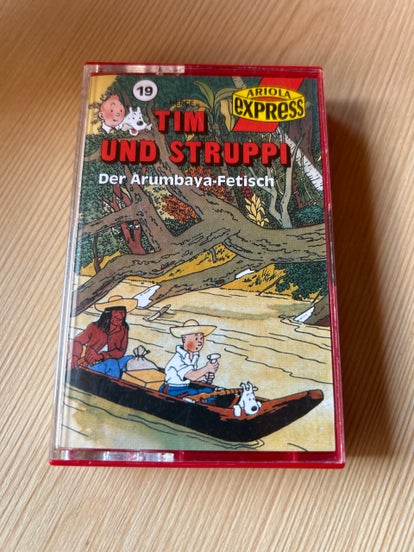 19
ARIOLA
express
TIM
UND STRUPPI
Der Arumbaya-Fetisch